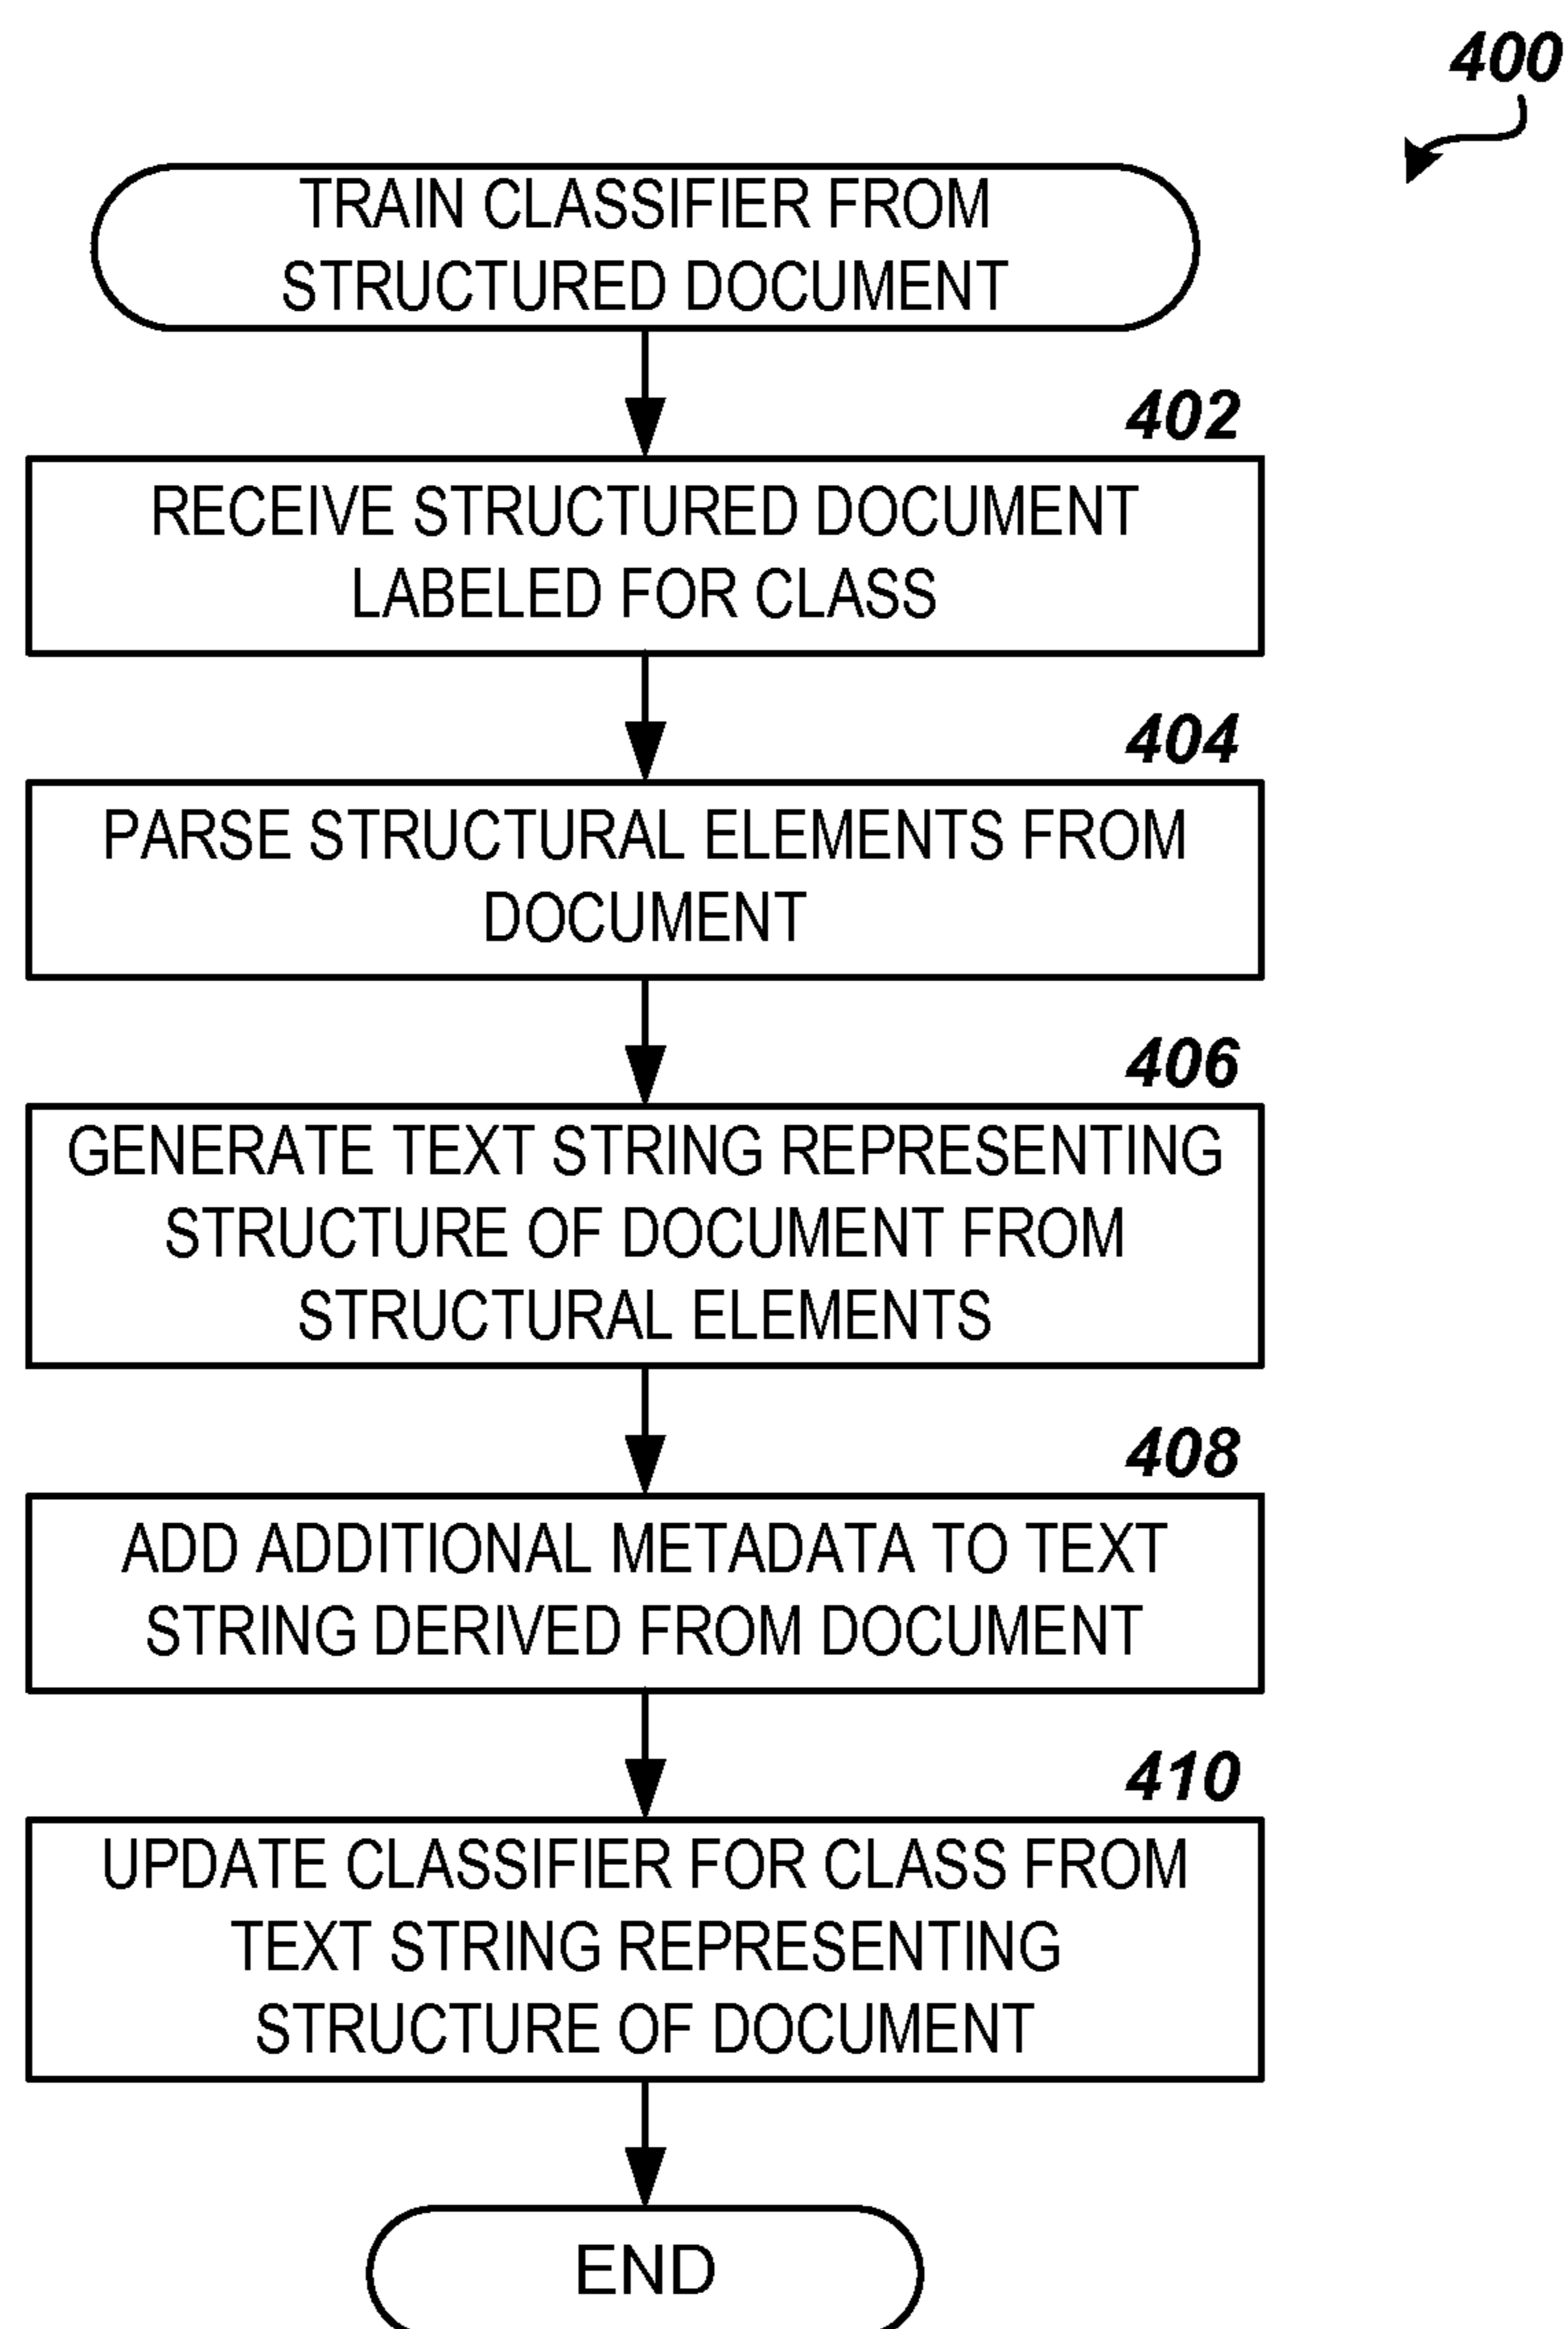 400
TRAIN CLASSIFIER FROM
STRUCTURED DOCUMENT
402
RECEIVE STRUCTURED DOCUMENT
LABELED FOR CLASS
404
PARSE STRUCTURAL ELEMENTS FROM
DOCUMENT
406
GENERATE TEXT STRING REPRESENTING
STRUCTURE OF DOCUMENT FROM
STRUCTURAL ELEMENTS
408
ADD ADDITIONAL METADATA TO TEXT
STRING DERIVED FROM DOCUMENT
410
UPDATE CLASSIFIER FOR CLASS FROM
TEXT STRING REPRESENTING
STRUCTURE OF DOCUMENT
END